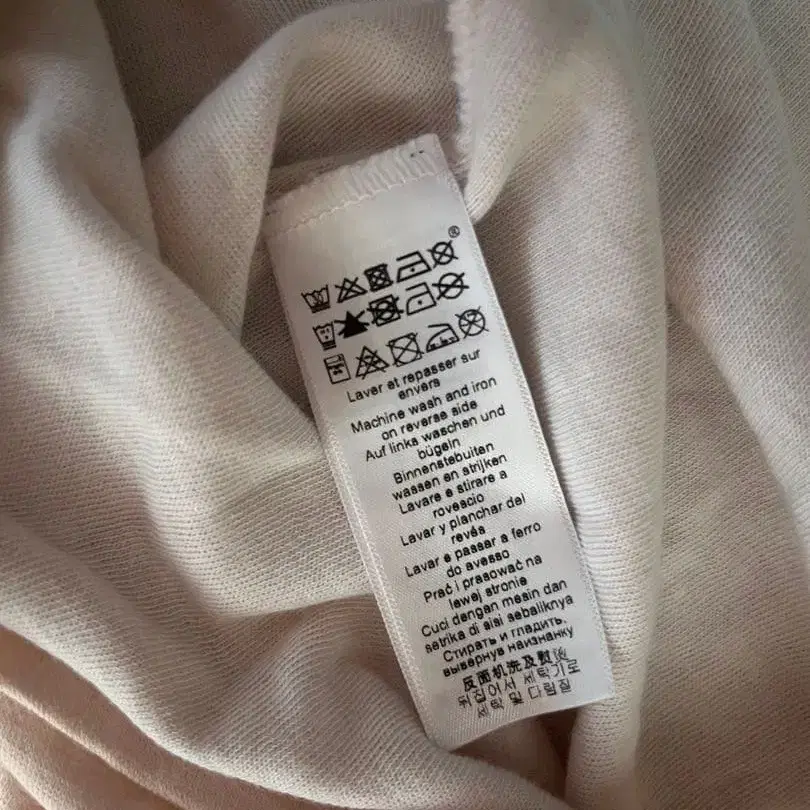 ®
Laver et repasser sur
envers
Machine wash and iron
on reverse side
Auf links waschen und
bügeln
Binnenstebuiten
wassen en strijken
Lavare e stirare a
rovescio
Lavar y planchar del
revés
Lavar e passar a ferro
do avesso
Prać i prasować na
lewej stronie
Cuci dengan mesin dan
setrika di sisi sebaliknya
Стирать и гладить,
вывернув наизнанку
反面机洗及熨烫
뒤집어서 세탁기로
세탁 및 다림질